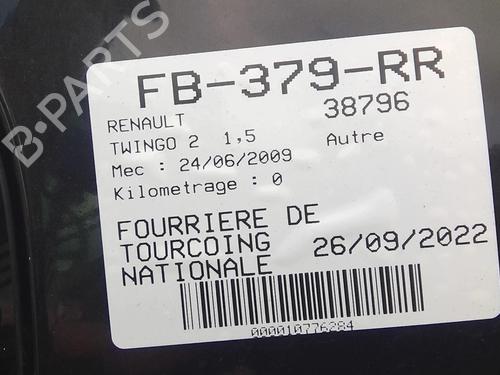 B-PARTS
FB-379-RR
RENAULT 38796
TWINGO 2 1,5 Autre
Mec : 24/06/2009
Kilometrage : 0
FOURRIERE DE
TOURCOING 26/09/2022
NATIONALE
000010776284